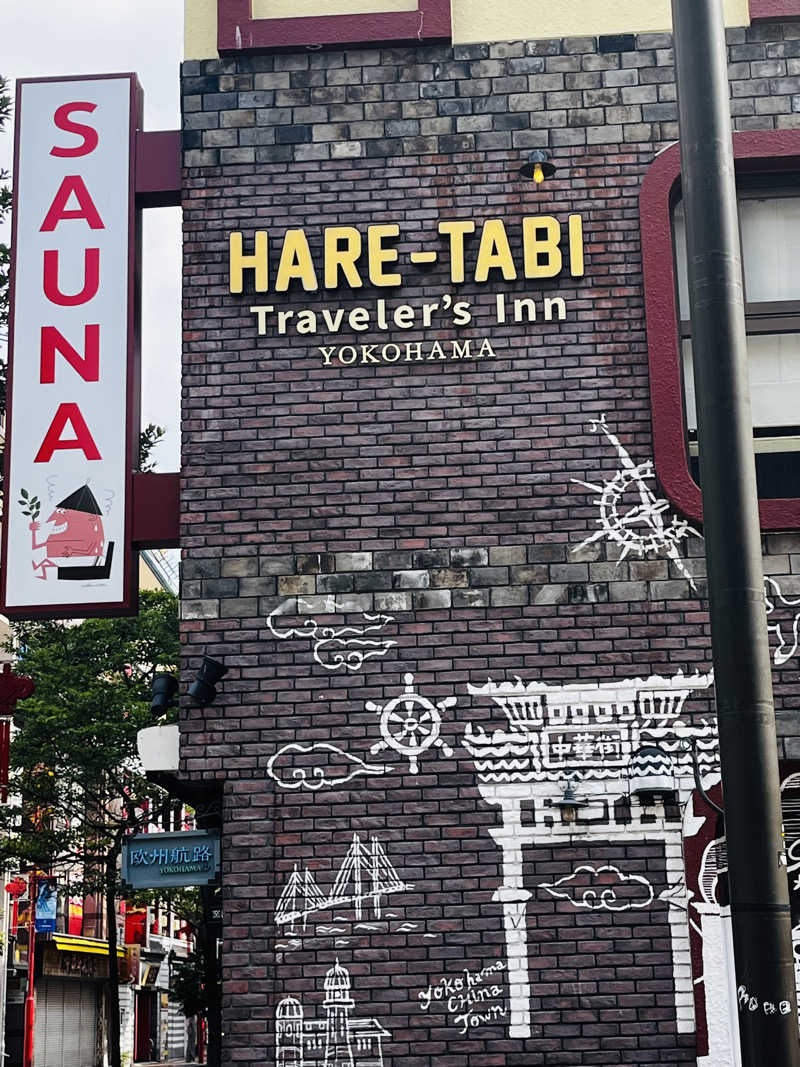 SAUNA
HARE-TABI
Traveler's Inn
YOKOHAMA
中華街
欧州航路
YOKOHAMA
Yokohama
China
Town